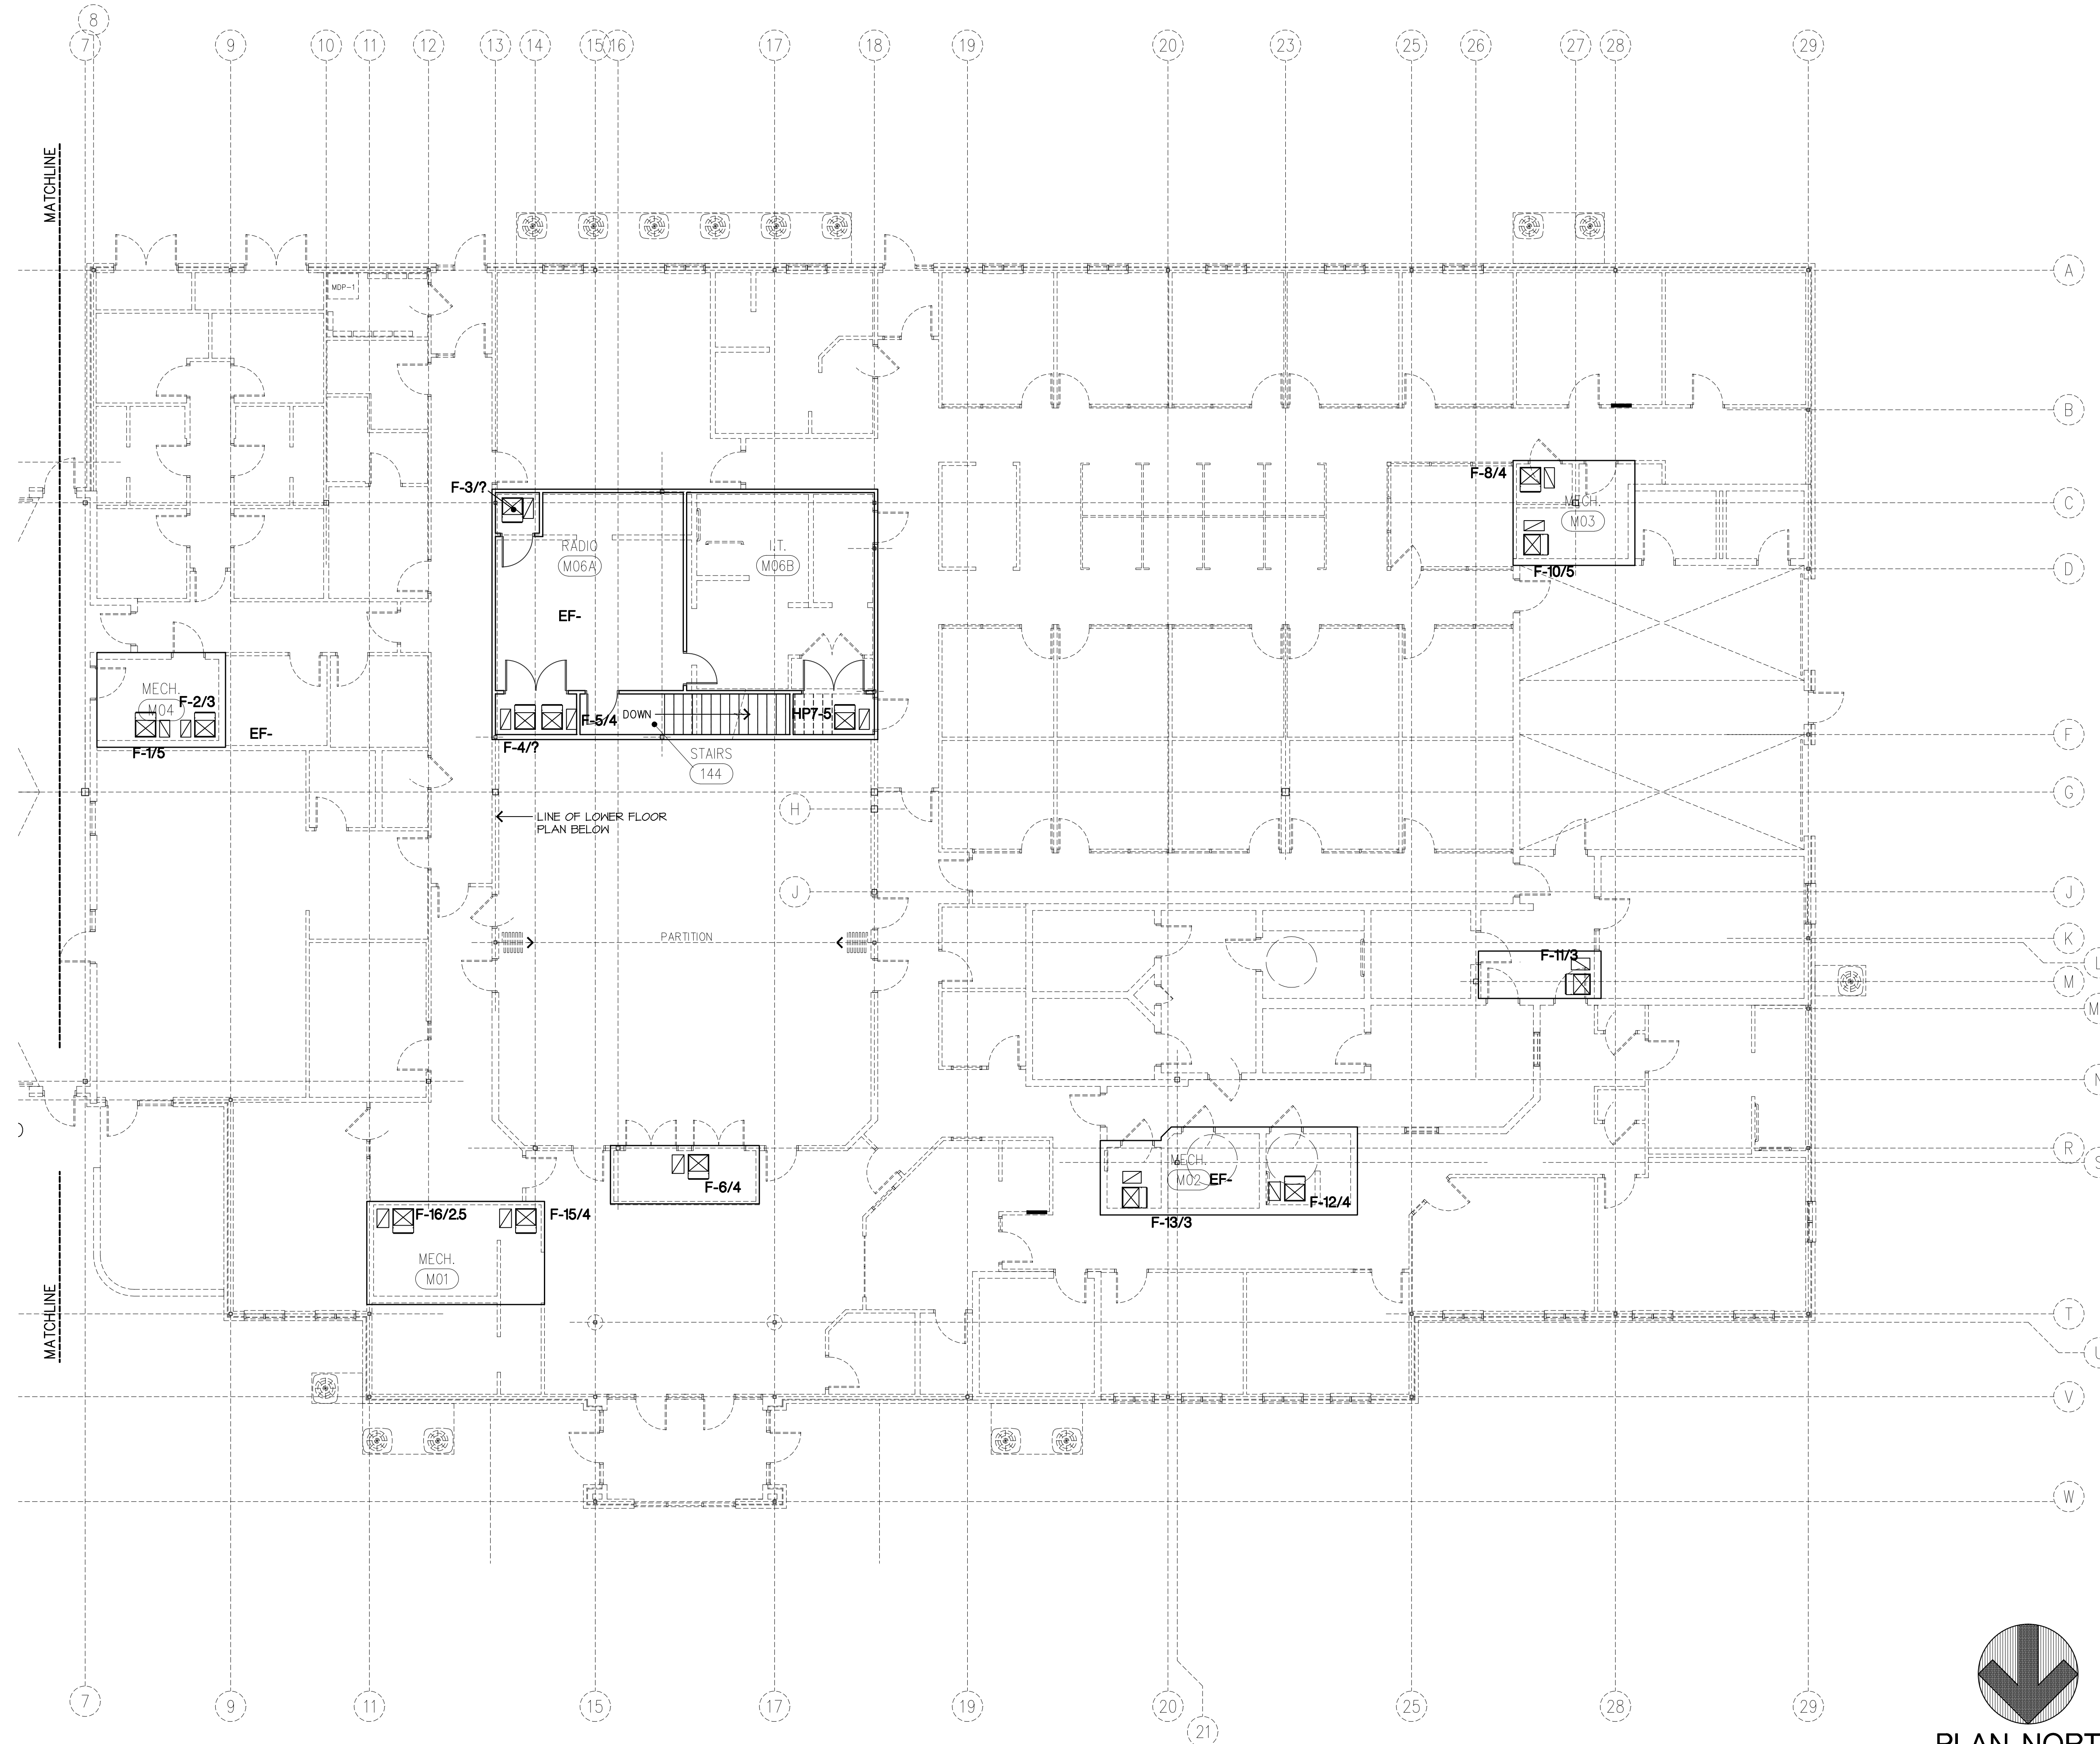 8
7
9
10
11
12
13
14
15
16
17
18
19
20
23
25
26
27
28
29
MATCHLINE
A
MDP-1
B
F-3/?
F-8/4
C
MECH.
M03
RADIO
M06A
I.T.
M06B
F-10/5
D
EF-
MECH.
M04
F-2/3
F-1/5
EF-
DOWN
F-5/4
HP7-5
F-4/?
F
STAIRS
144
G
H
LINE OF LOWER FLOOR
PLAN BELOW
J
J
PARTITION
K
F-11/3
L
M
M
N
R
MECH.
M02
EF-
S
F-6/4
F-12/4
F-13/3
F-16/2.5
F-15/4
MECH.
M01
MATCHLINE
T
U
V
W
7
9
11
15
17
19
20
21
25
28
29
PLAN NORT